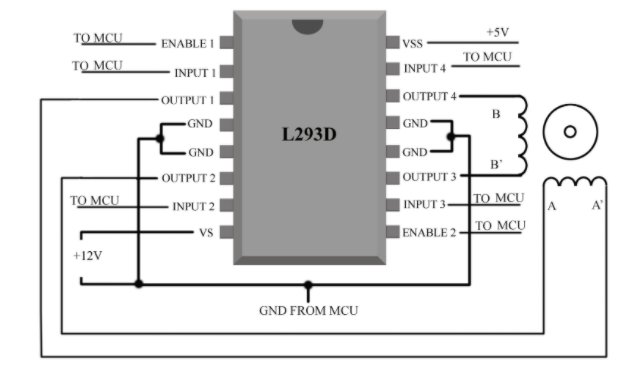 TO MCU
ENABLE 1
TO MCU
INPUT 1
OUTPUT 1
GND
GND
OUTPUT 2
TO MCU
INPUT 2
VS
+12V
L293D
VSS
+5V
INPUT 4
TO MCU
OUTPUT 4
GND
GND
OUTPUT 3
INPUT 3
TO MCU
ENABLE 2
TO MCU
B
B'
A
A'
GND FROM MCU